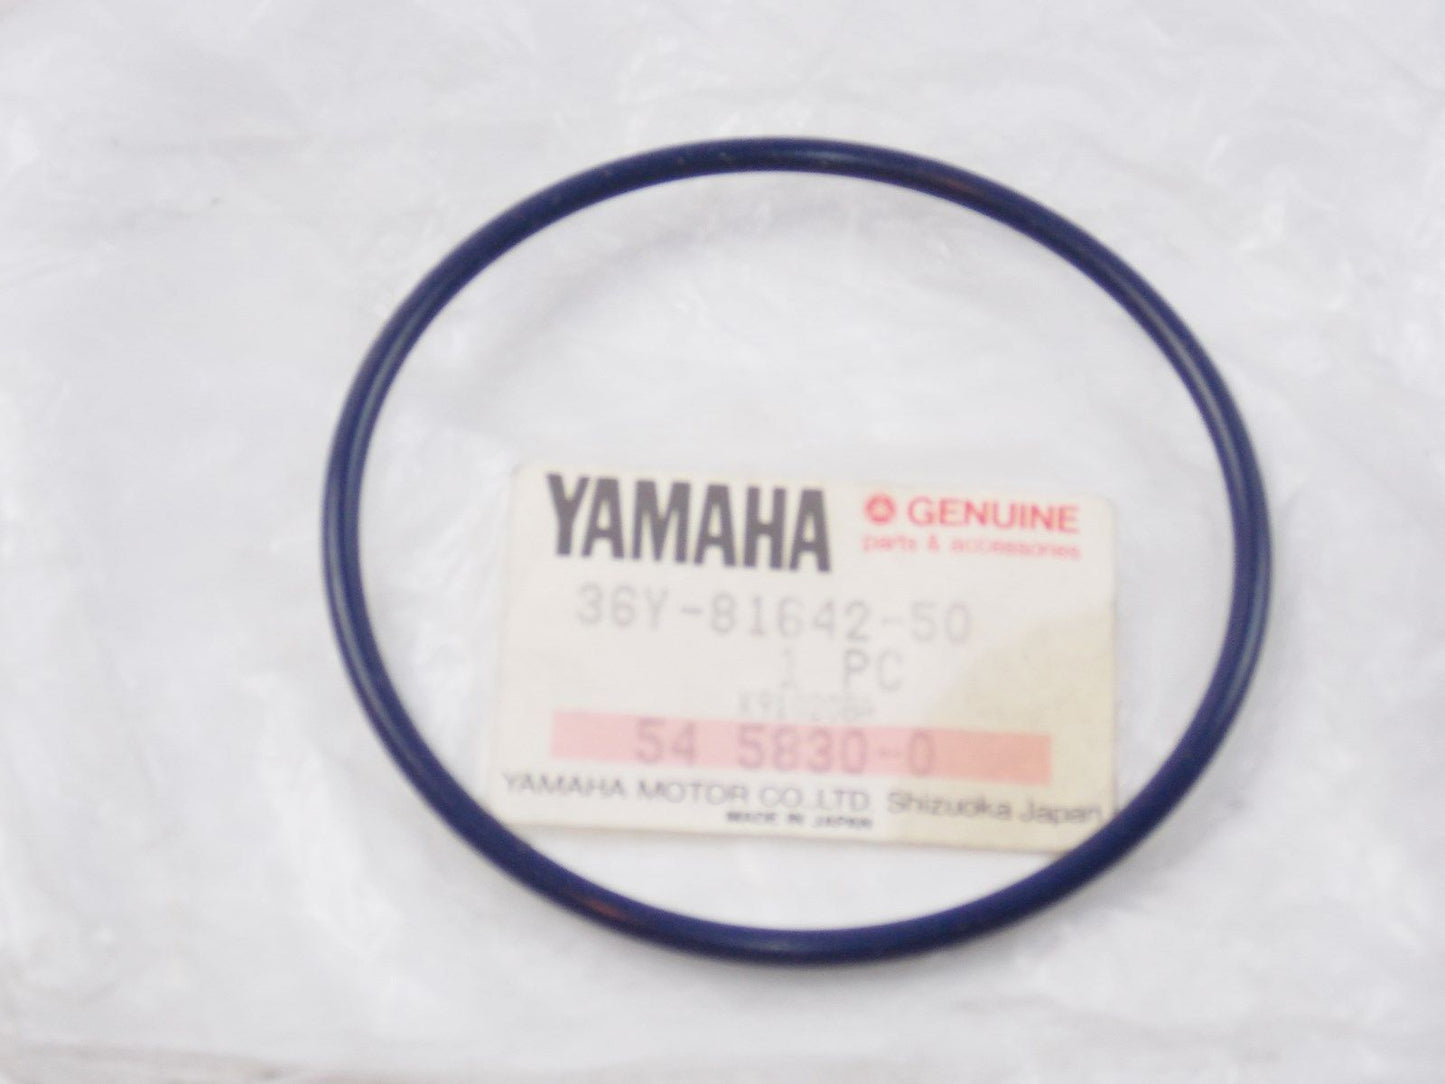 YAMAHA GENUINE
parts & accessories
36Y-81642-50
1 PC
54 5830-0
YAMAHA MOTOR CO.,LTD. Shizuoka Japan
MADE IN JAPAN